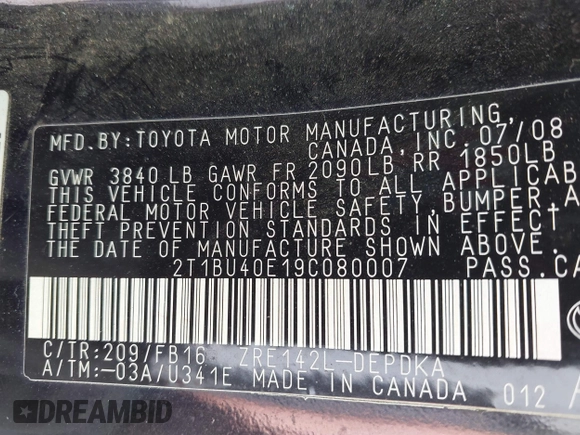 MFD.BY:TOYOTA MOTOR MANUFACTURING,
CANADA, INC. 07/08
GVWR 3840 LB GAWR FR 2090LB, RR 1850LB
THIS VEHICLE CONFORMS TO ALL APPLICAB
FEDERAL MOTOR VEHICLE SAFETY, BUMPER, A
THEFT PREVENTION STANDARDS IN EFFECT
THE DATE OF MANUFACTURE SHOWN ABOVE.
2T1BU40E19C080007 PASS.CA
C/TR:209/FB16 ZRE142L-DEPDKA
A/TM:-03A/U341E MADE IN CANADA 012 A
DREAMBID